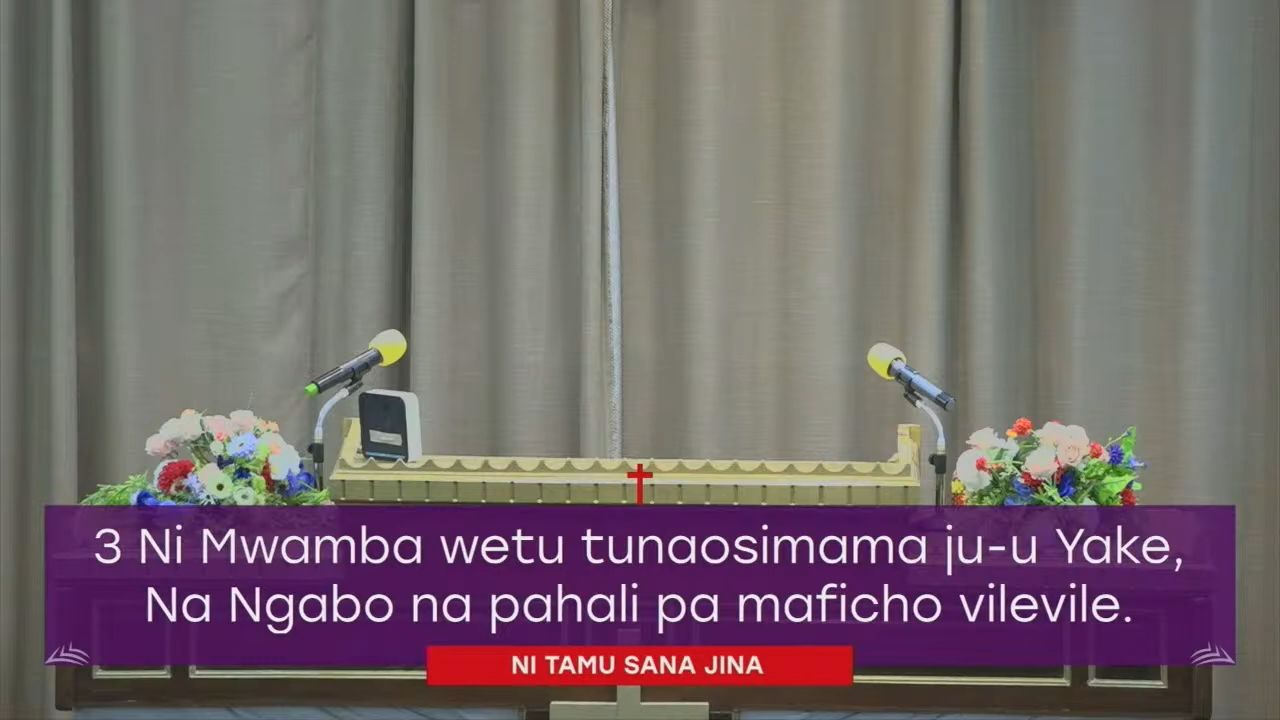 3 Ni Mwamba wetu tunaosimama ju-u Yake,
Na Ngabo na pahali pa maficho vilevile.
NI TAMU SANA JINA